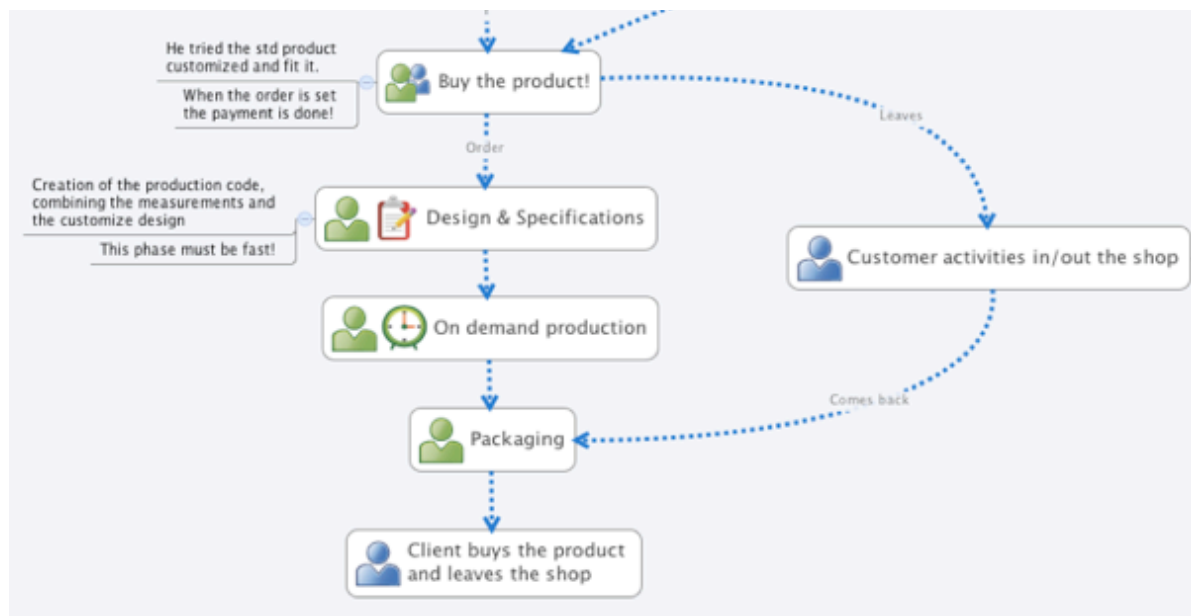 He tried the std product
customized and fit it.
When the order is set
the payment is done!
Buy the product!
Leaves
Order
Creation of the production code,
combining the measurements and
the customize design
This phase must be fast!
Design & Specifications
Customer activities in/out the shop
On demand production
Comes back
Packaging
Client buys the product
and leaves the shop